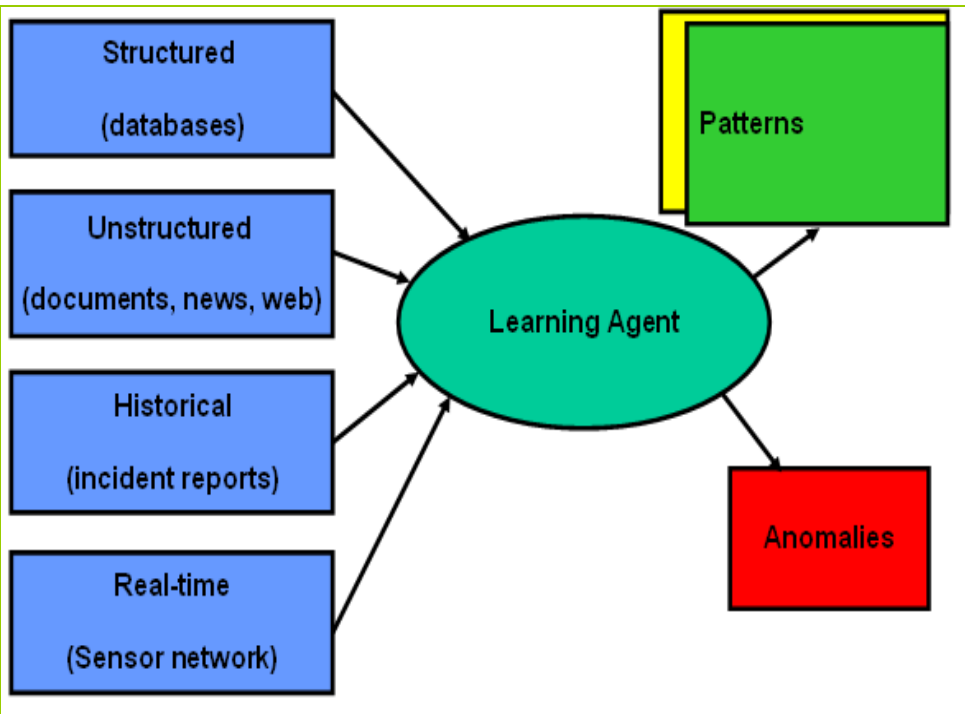 Structured
(databases)
Unstructured
(documents, news, web)
Historical
(incident reports)
Real-time
(Sensor network)
Learning Agent
Patterns
Anomalies